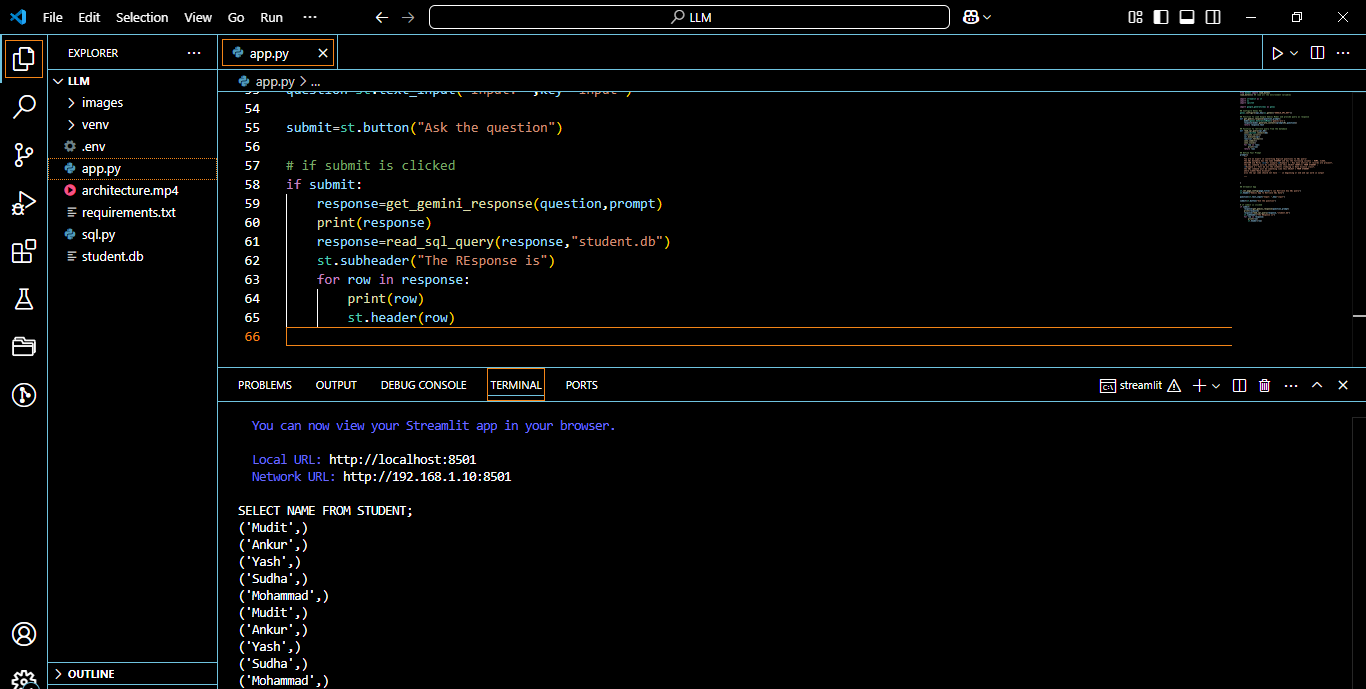 File Edit Selection View Go Run ··· LLM
EXPLORER ···
LLM
images
venv
.env
app.py
architecture.mp4
requirements.txt
sql.py
student.db
OUTLINE
app.py
app.py > ...
53 question=st.text_input("Input: ",key="input")
54
55 submit=st.button("Ask the question")
56
57 # if submit is clicked
58 if submit:
59 response=get_gemini_response(question,prompt)
60 print(response)
61 response=read_sql_query(response,"student.db")
62 st.subheader("The REsponse is")
63 for row in response:
64 print(row)
65 st.header(row)
66
PROBLEMS OUTPUT DEBUG CONSOLE TERMINAL PORTS streamlit
You can now view your Streamlit app in your browser.
Local URL: http://localhost:8501
Network URL: http://192.168.1.10:8501
SELECT NAME FROM STUDENT;
('Mudit',)
('Ankur',)
('Yash',)
('Sudha',)
('Mohammad',)
('Mudit',)
('Ankur',)
('Yash',)
('Sudha',)
('Mohammad',)